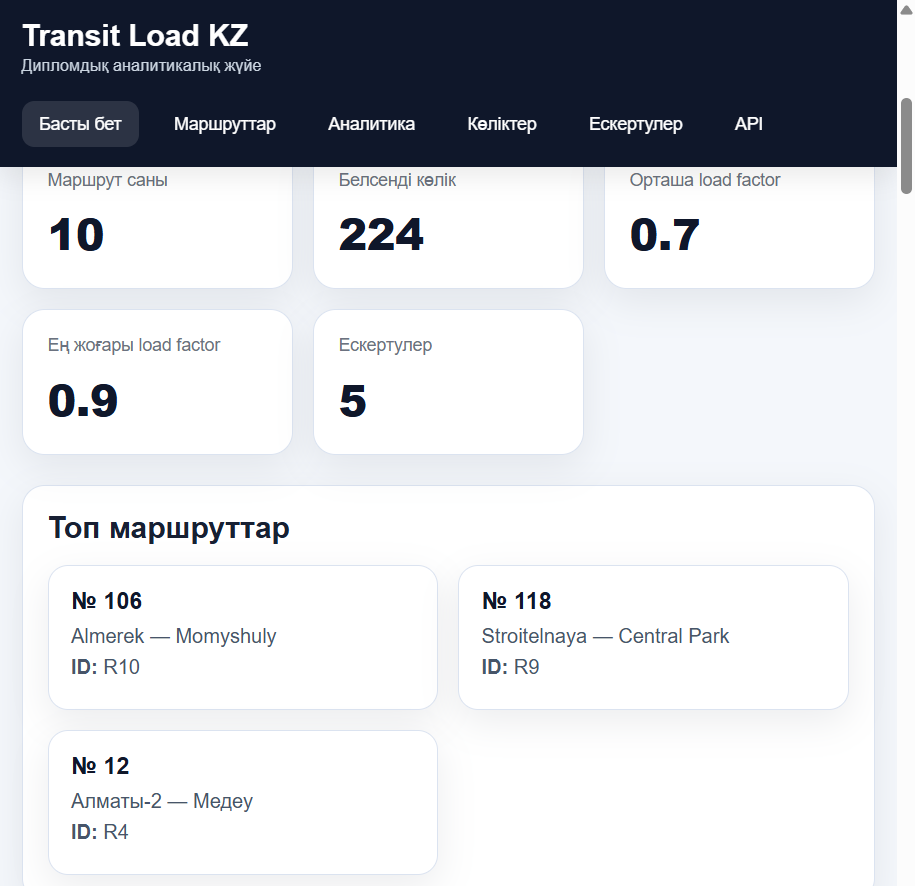 Transit Load KZ
Дипломдық аналитикалық жүйе
Басты бет Маршруттар Аналитика Көліктер Ескертулер API
Маршрут саны
10
Белсенді көлік
224
Орташа load factor
0.7
Ең жоғары load factor
0.9
Ескертулер
5
Топ маршруттар
№ 106
Almerek — Momyshuly
ID: R10
№ 118
Stroitelnaya — Central Park
ID: R9
№ 12
Алматы-2 — Медеу
ID: R4